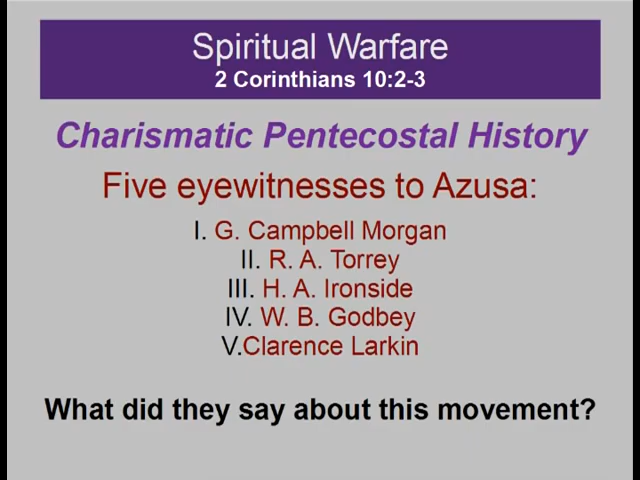 Spiritual Warfare
2 Corinthians 10:2-3
Charismatic Pentecostal History
Five eyewitnesses to Azusa:
I. G. Campbell Morgan
II. R. A. Torrey
III. H. A. Ironside
IV. W. B. Godbey
V.Clarence Larkin
What did they say about this movement?